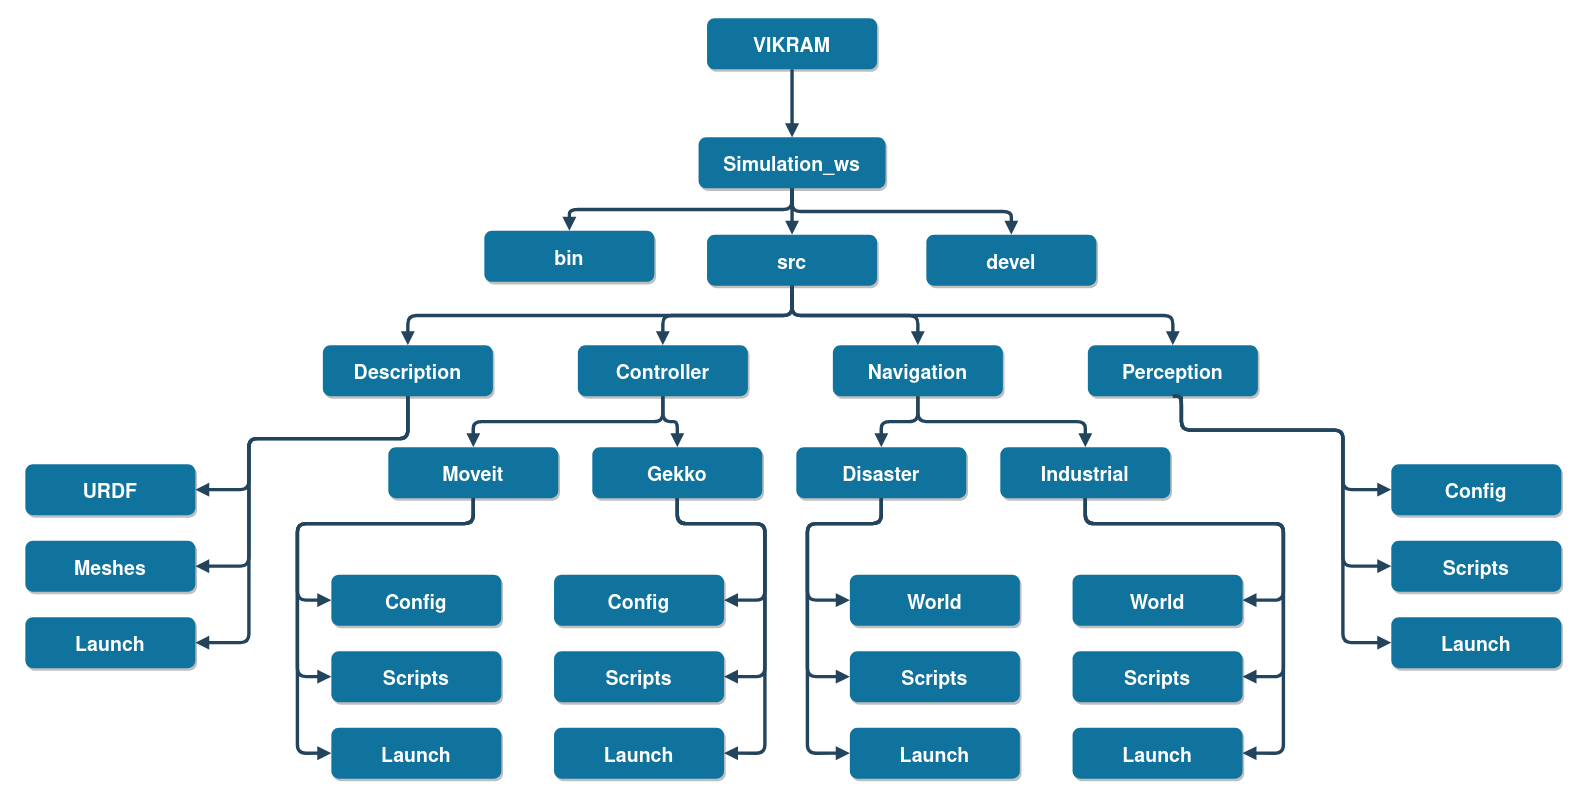 VIKRAM
Simulation_ws
bin
src
devel
Description
Controller
Navigation
Perception
Moveit
Gekko
Disaster
Industrial
URDF
Meshes
Launch
Config
Scripts
Launch
Config
Scripts
Launch
World
Scripts
Launch
World
Scripts
Launch
Config
Scripts
Launch